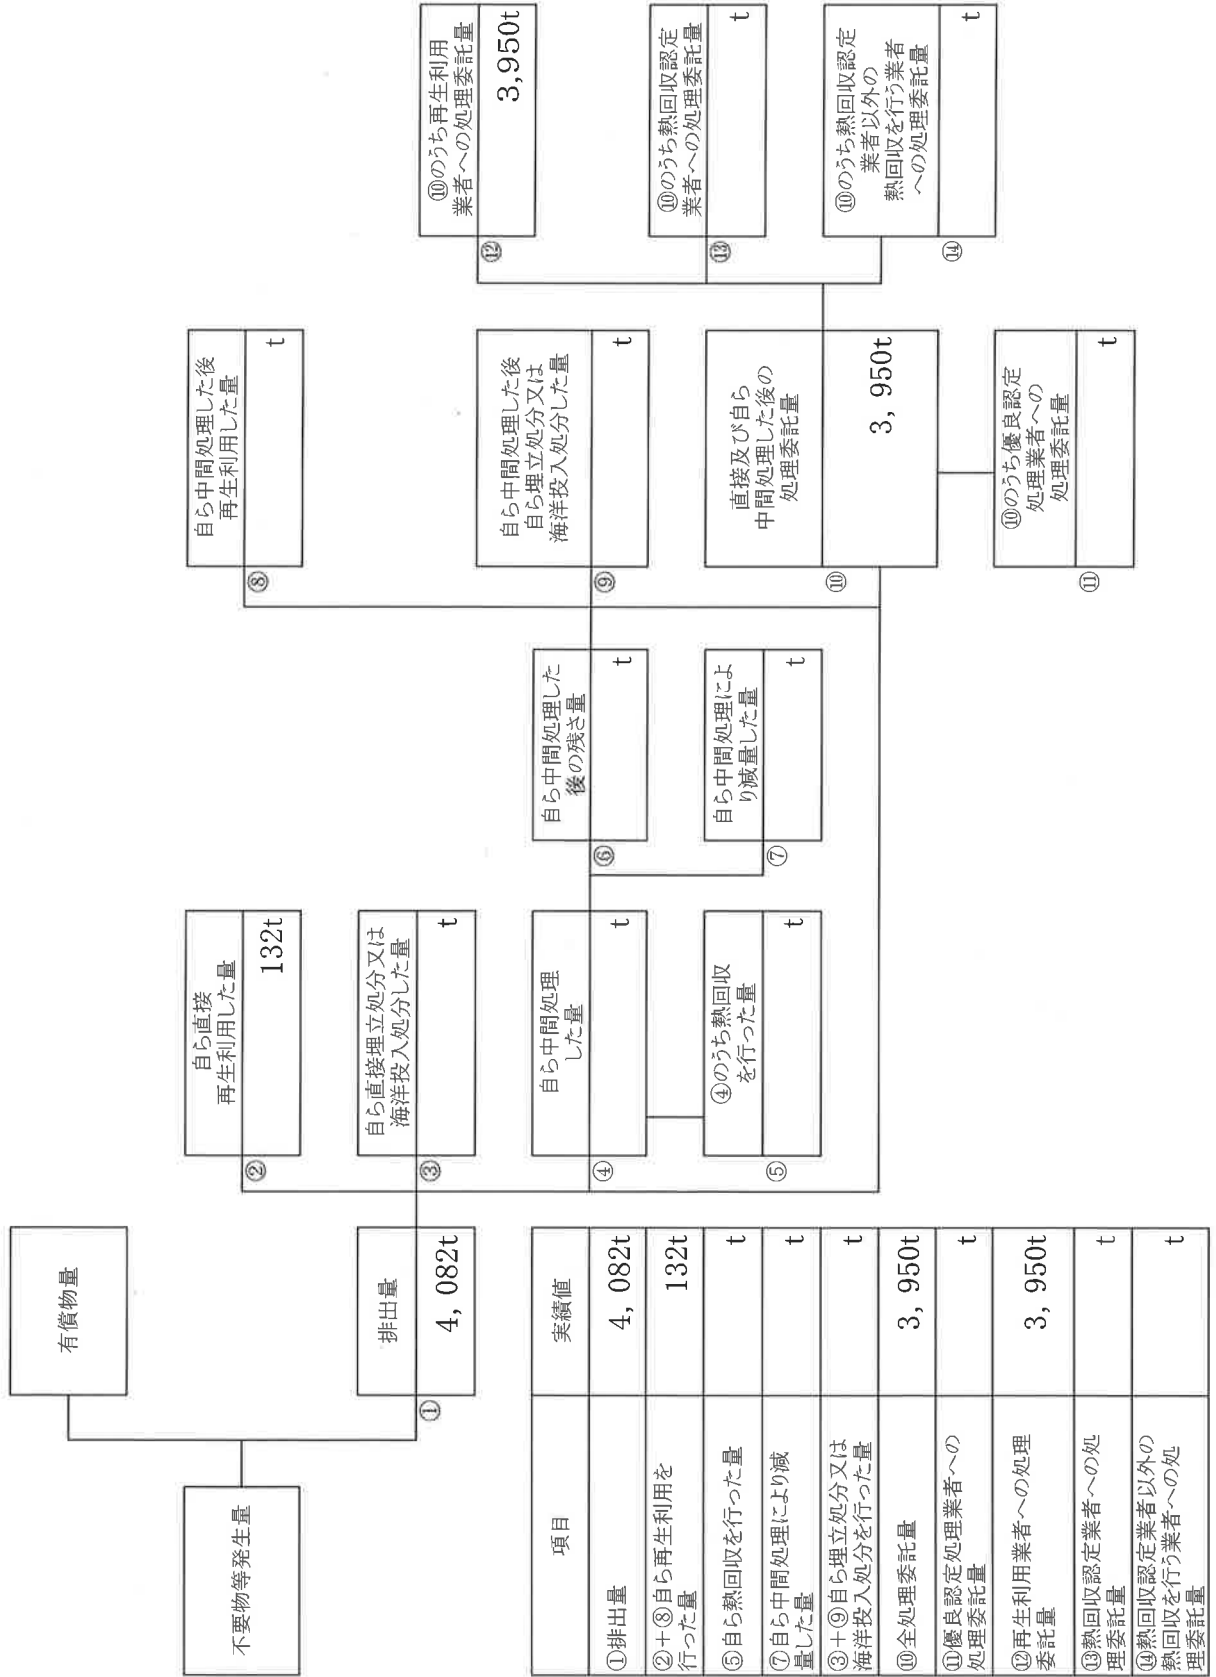 不要物等発生量
有償物量
排出量
①
4, 082t
自ら直接
再生利用した量
②
132t
自ら直接埋立処分又は
海洋投入処分した量
③
t
自ら中間処理
した量
④
t
④のうち熱回収
を行った量
⑤
t
自ら中間処理した
後の残さ量
⑥
t
自ら中間処理によ
り減量した量
⑦
t
自ら中間処理した後
再生利用した量
⑧
t
自ら中間処理した後
自ら埋立処分又は
海洋投入処分した量
⑨
t
直接及び自ら
中間処理した後の
処理委託量
⑩
3, 950t
⑩のうち優良認定
処理業者への
処理委託量
⑪
t
⑩のうち再生利用
業者への処理委託量
⑫
3,950t
⑩のうち熱回収認定
業者への処理委託量
⑬
t
⑩のうち熱回収認定
業者以外の
熱回収を行う業者
への処理委託量
⑭
t
項目
実績値
①排出量
4, 082t
②+⑧自ら再生利用を
行った量
132t
⑤自ら熱回収を行った量
t
⑦自ら中間処理により減
量した量
t
③+⑨自ら埋立処分又は
海洋投入処分を行った量
t
⑩全処理委託量
3, 950t
⑪優良認定処理業者への
処理委託量
t
⑫再生利用業者への処理
委託量
3, 950t
⑬熱回収認定業者への処
理委託量
t
⑭熱回収認定業者以外の
熱回収を行う業者への処
理委託量
t